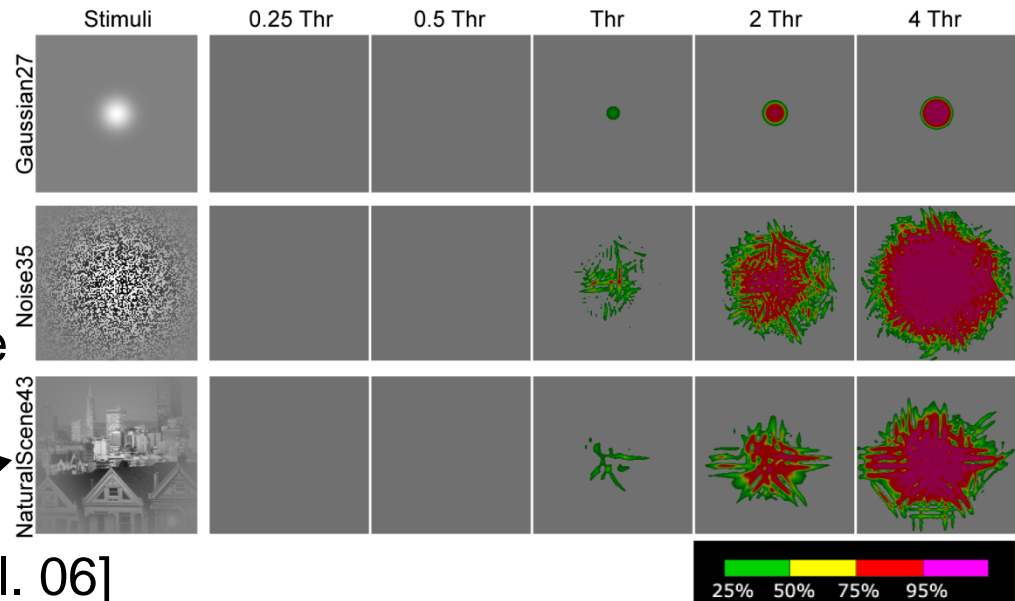 Stimuli 0.25 Thr 0.5 Thr Thr 2 Thr 4 Thr
Gaussian27
Noise35
e
NaturalScene43
l. 06]
25% 50% 75% 95%